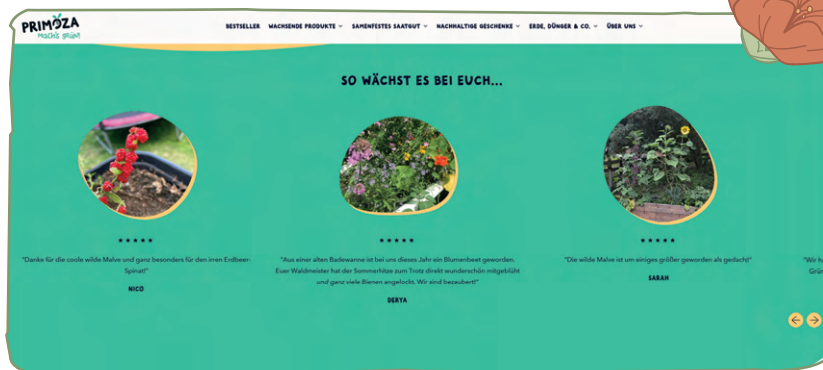 PRIMOZA
mach's grün!
BESTSELLER WACHSENDE PRODUKTE SAMENFESTES SAATGUT NACHHALTIGE GESCHENKE ERDE, DÜNGER & CO. ÜBER UNS
SO WÄCHST ES BEI EUCH...
★★★★★
"Danke für die coole wilde Malve und ganz besonders für den irren Erdbeer-
Spinat!"
NICO
★★★★★
"Aus einer alten Badewanne ist bei uns dieses Jahr ein Blumenbeet geworden.
Euer Waldmeister hat der Sommerhitze zum Trotz direkt wunderschön mitgeblüht
und ganz viele Bienen angelockt. Wir sind bezaubert!"
DERYA
★★★★★
"Die wilde Malve ist um einiges größer geworden als gedacht!"
SARAH
"Wir